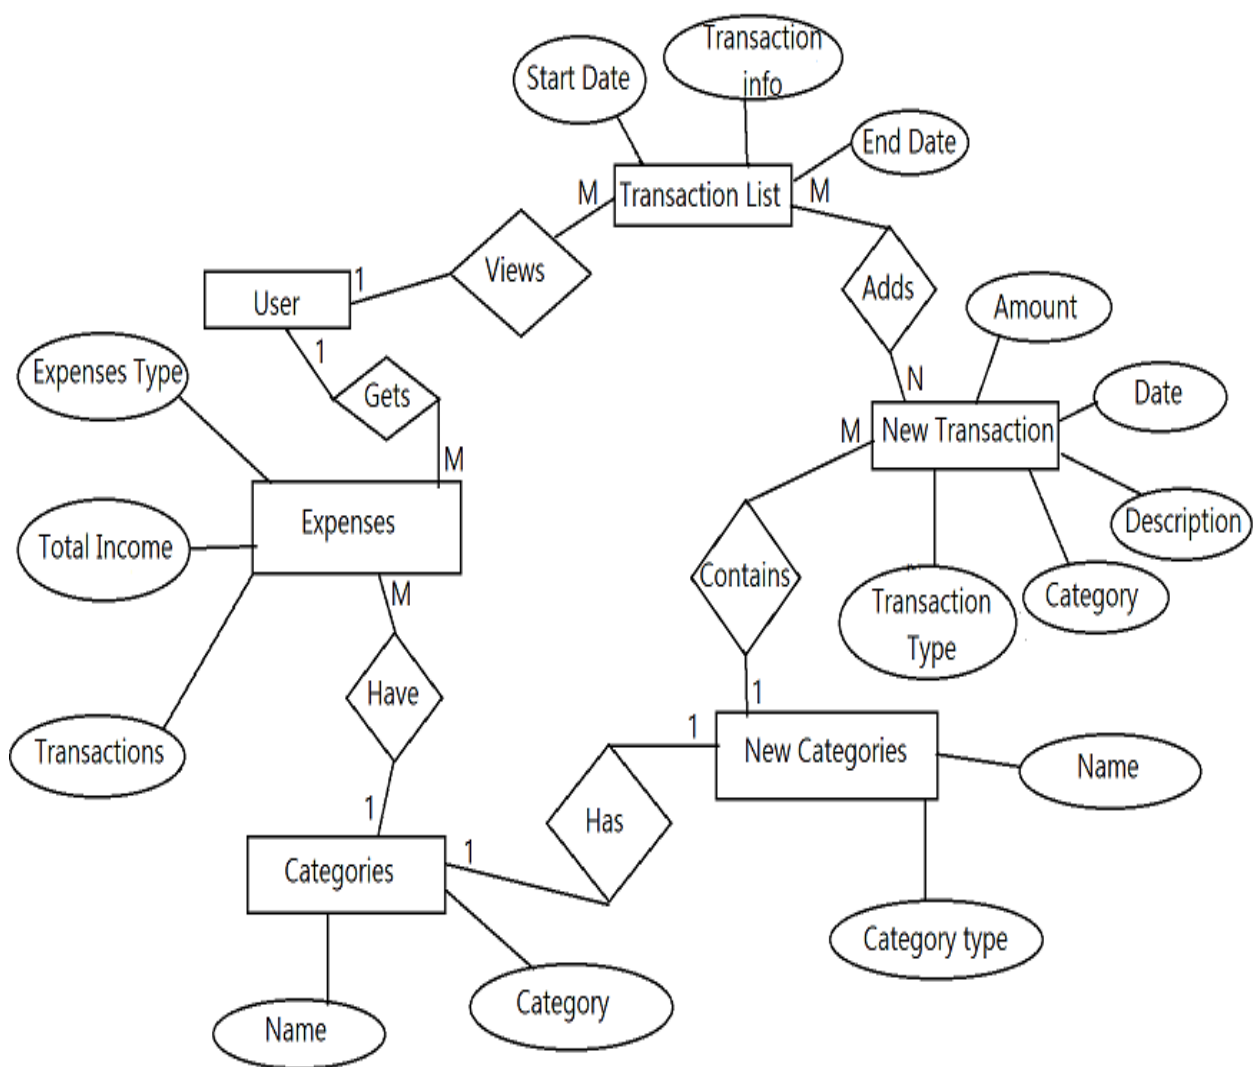 Transaction
info
Start Date
End Date
M
Transaction List
M
Views
1
User
Adds
Amount
1
Expenses Type
Gets
N
Date
M
New Transaction
M
Expenses
Description
Total Income
Contains
M
Transaction
Type
Category
Have
1
1
New Categories
Transactions
Name
1
Has
1
Categories
Category type
Category
Name